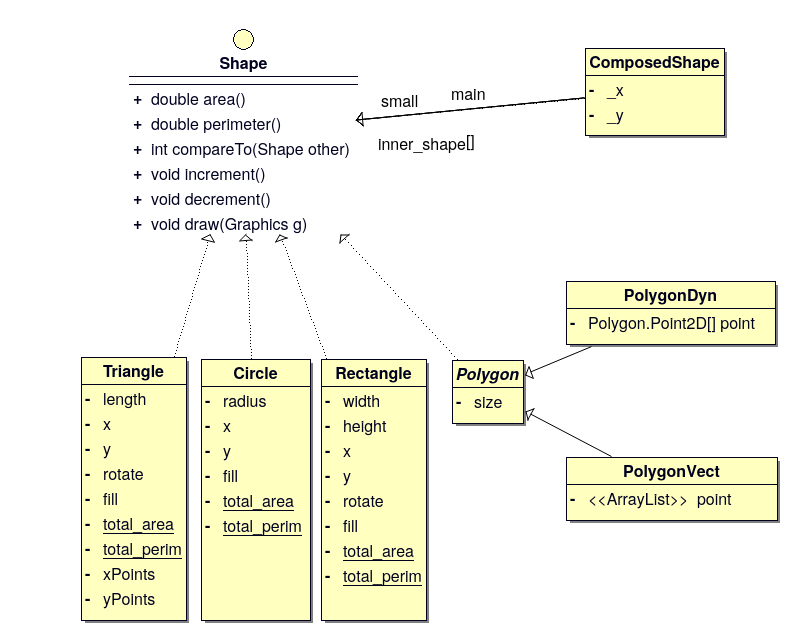 Shape
+ double area()
+ double perimeter()
+ int compareTo(Shape other)
+ void increment()
+ void decrement()
+ void draw(Graphics g)
small
main
inner_shape[]
ComposedShape
- _x
- _y
Triangle
- length
- x
- y
- rotate
- fill
- total_area
- total_perim
- xPoints
- yPoints
Circle
- radius
- x
- y
- fill
- total_area
- total_perim
Rectangle
- width
- height
- x
- y
- rotate
- fill
- total_area
- total_perim
Polygon
- size
PolygonDyn
- Polygon.Point2D[] point
PolygonVect
- <<ArrayList>> point